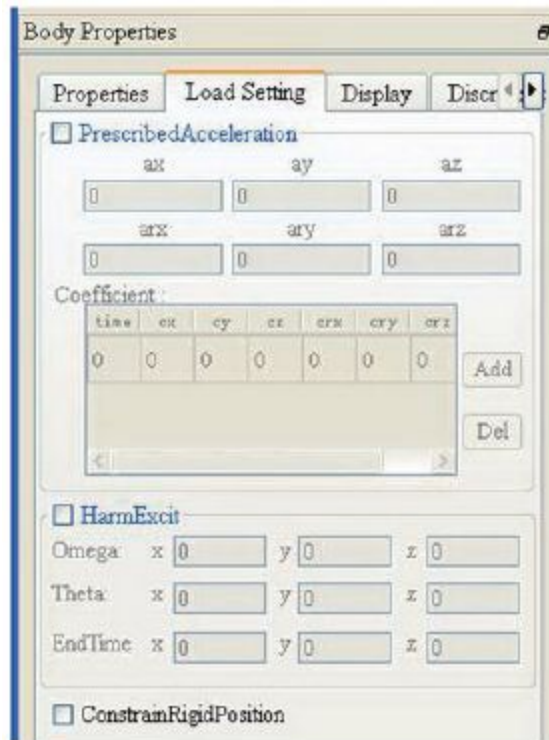 Body Properties
Properties Load Setting Display Discr
PrescribedAcceleration
ax ay az
0 0 0
arx ary arz
0 0 0
Coefficient :
time cx cy cz crx cry crz
0 0 0 0 0 0 0
Add
Del
HarmExcit
Omega: x 0 y 0 z 0
Theta: x 0 y 0 z 0
EndTime x 0 y 0 z 0
ConstrainRigidPosition